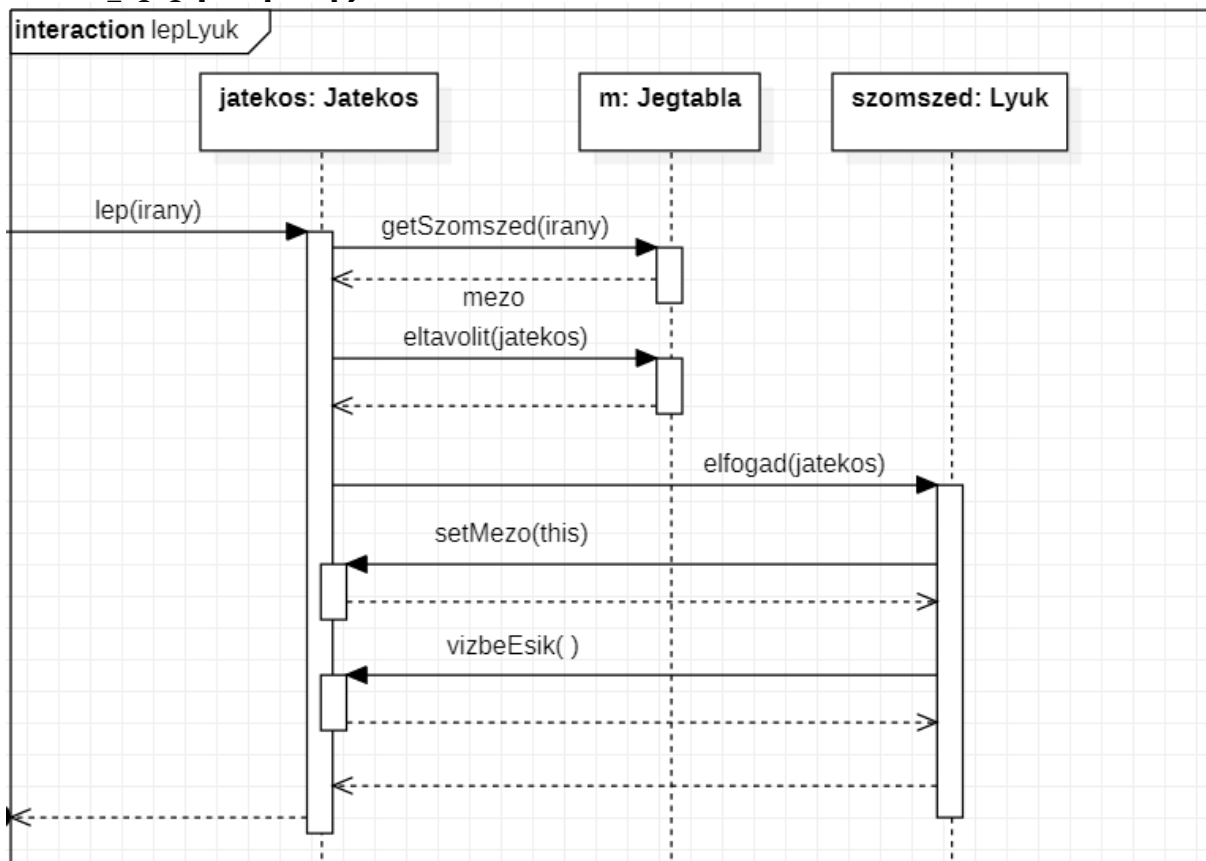 interaction lepLyuk
jatekos: Jatekos
m: Jegtabla
szomszed: Lyuk
lep(irany)
getSzomszed(irany)
mezo
eltavolit(jatekos)
elfogad(jatekos)
setMezo(this)
vizbeEsik( )